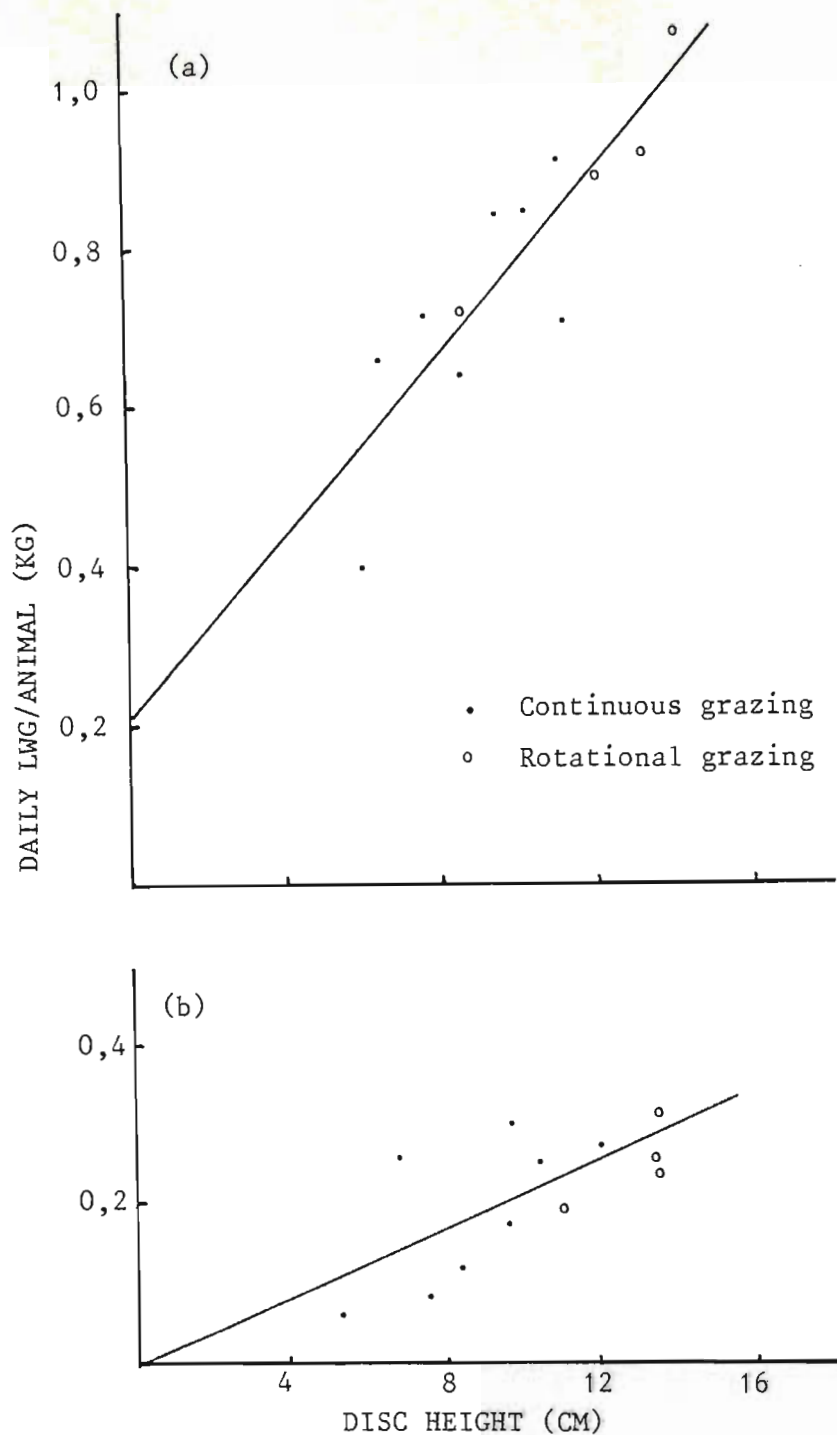 (a)
1,0
0,8
0,6
0,4
0,2
DAILY LWG/ANIMAL (KG)
• Continuous grazing
o Rotational grazing
(b)
0,4
0,2
4 8 12 16
DISC HEIGHT (CM)